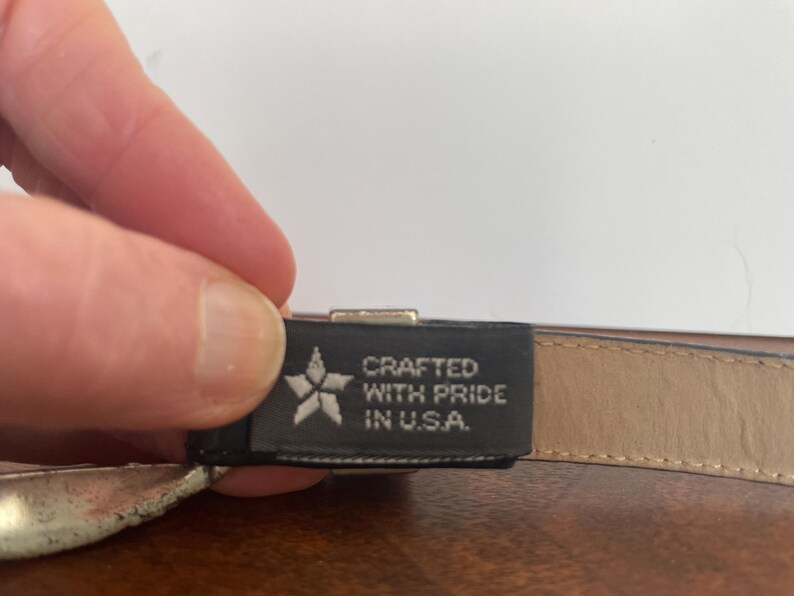 CRAFTED
WITH PRIDE
IN U.S.A.